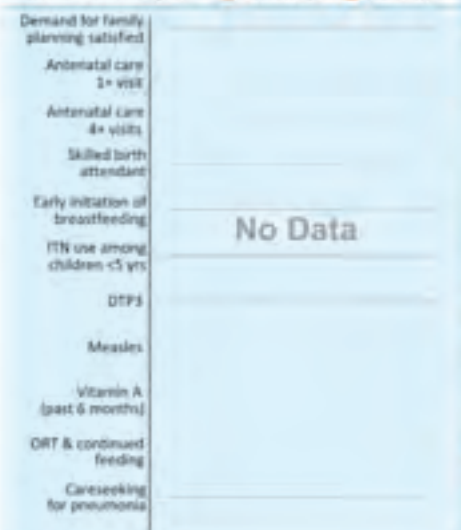 Demand for family
planning satisfied
Antenatal care
1+ visit
Antenatal care
4+ visits
Skilled birth
attendant
Early initiation of
breastfeeding
No Data
ITN use among
children <5 yrs
DTP3
Measles
Vitamin A
(past 6 months)
ORT & continued
feeding
Careseeking
for pneumonia